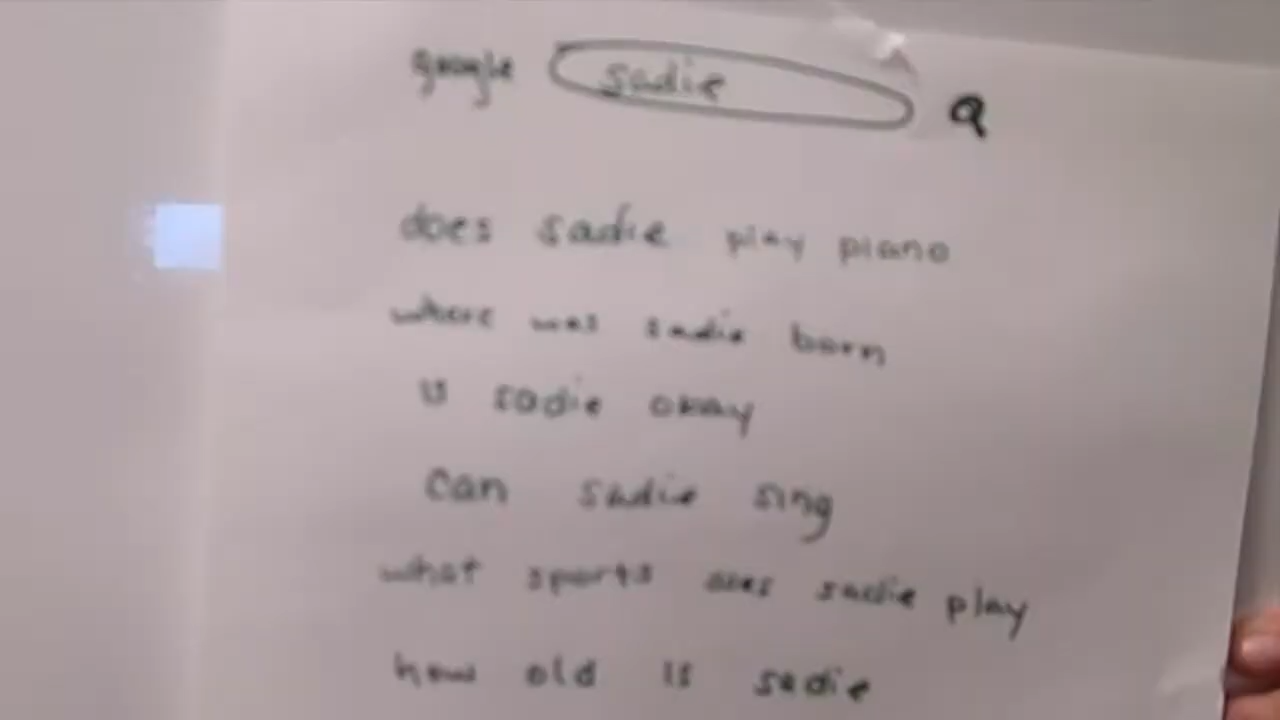 google sadie
does sadie play piano
where was sadie born
is sadie okay
can sadie sing
what sports does sadie play
how old is sadie